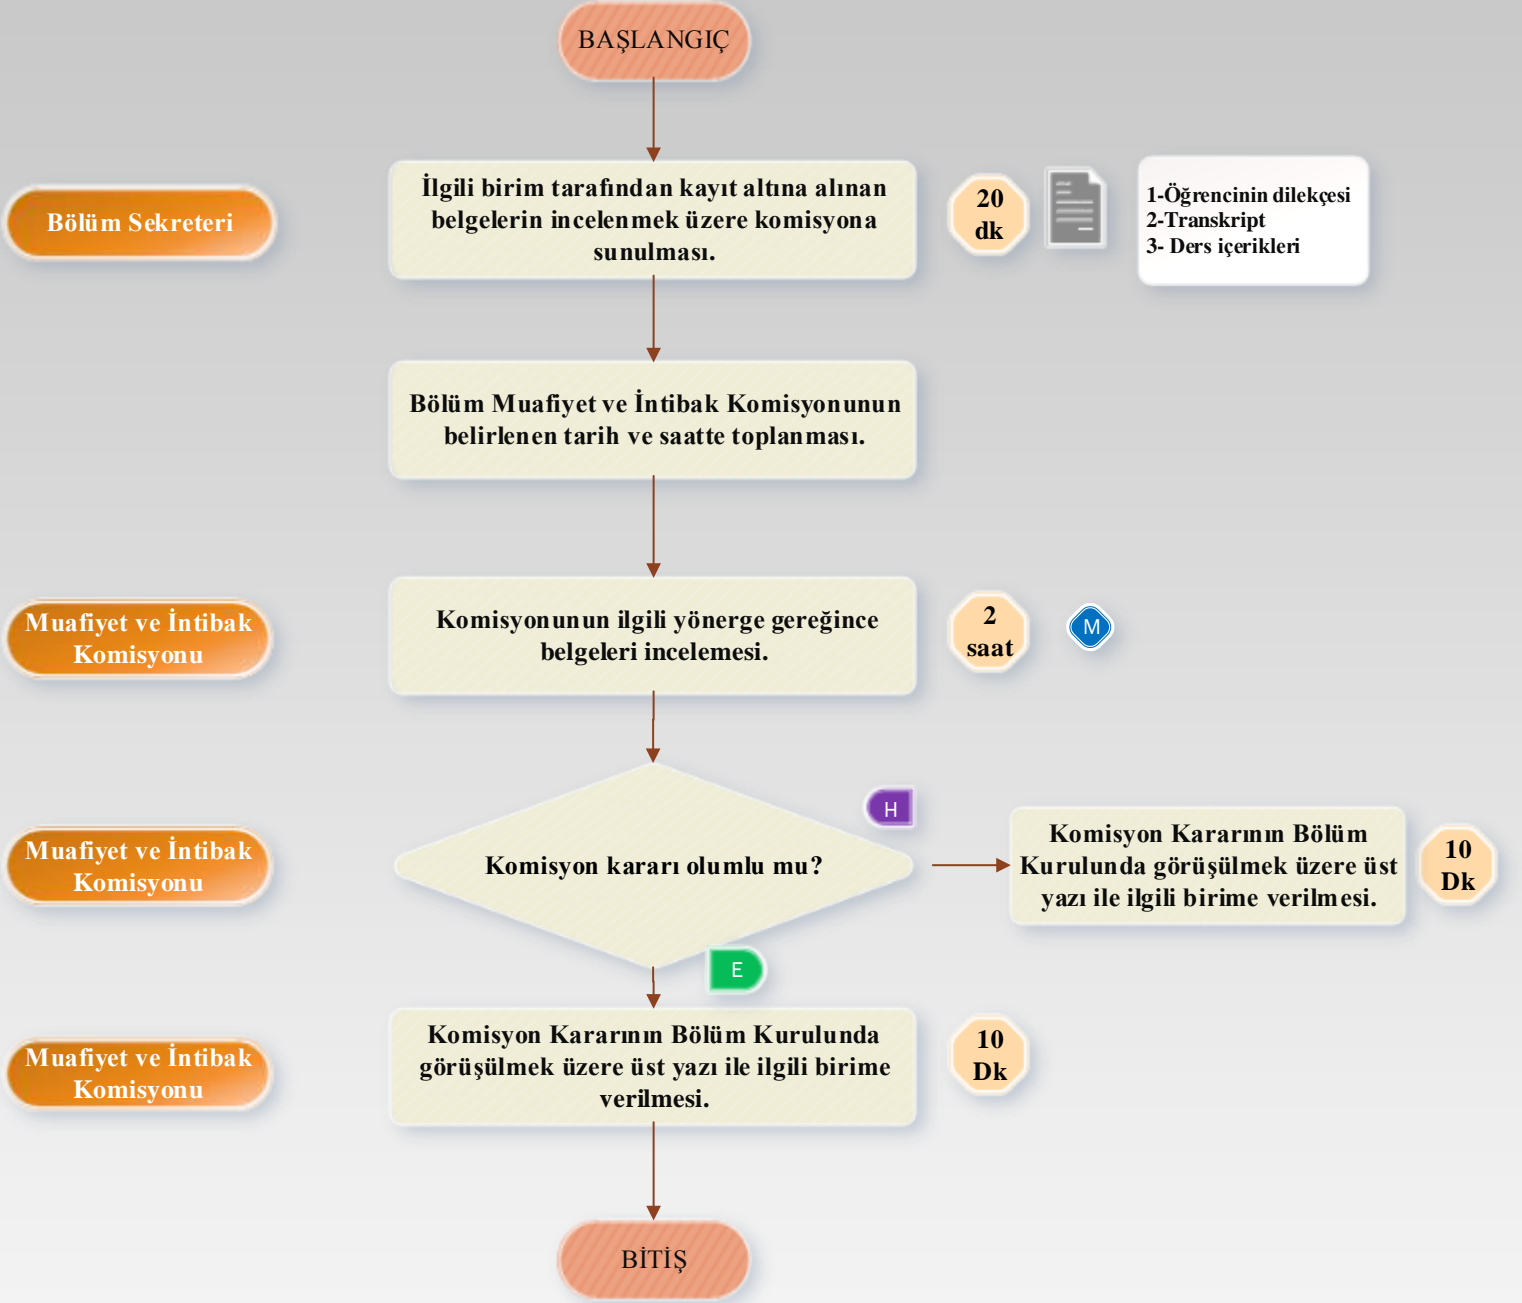 BAŞLANGIÇ
Bölüm Sekreteri
İlgili birim tarafından kayıt altına alınan
belgelerin incelenmek üzere komisyona
sunulması.
20
dk
1-Öğrencinin dilekçesi
2-Transkript
3- Ders içerikleri
Bölüm Muafiyet ve İntibak Komisyonunun
belirlenen tarih ve saatte toplanması.
Muafiyet ve İntibak
Komisyonu
Komisyonunun ilgili yönerge gereğince
belgeleri incelemesi.
2
saat
M
Muafiyet ve İntibak
Komisyonu
Komisyon kararı olumlu mu?
H
Komisyon Kararının Bölüm
Kurulunda görüşülmek üzere üst
yazı ile ilgili birime verilmesi.
10
Dk
E
Muafiyet ve İntibak
Komisyonu
Komisyon Kararının Bölüm Kurulunda
görüşülmek üzere üst yazı ile ilgili birime
verilmesi.
10
Dk
BİTİŞ